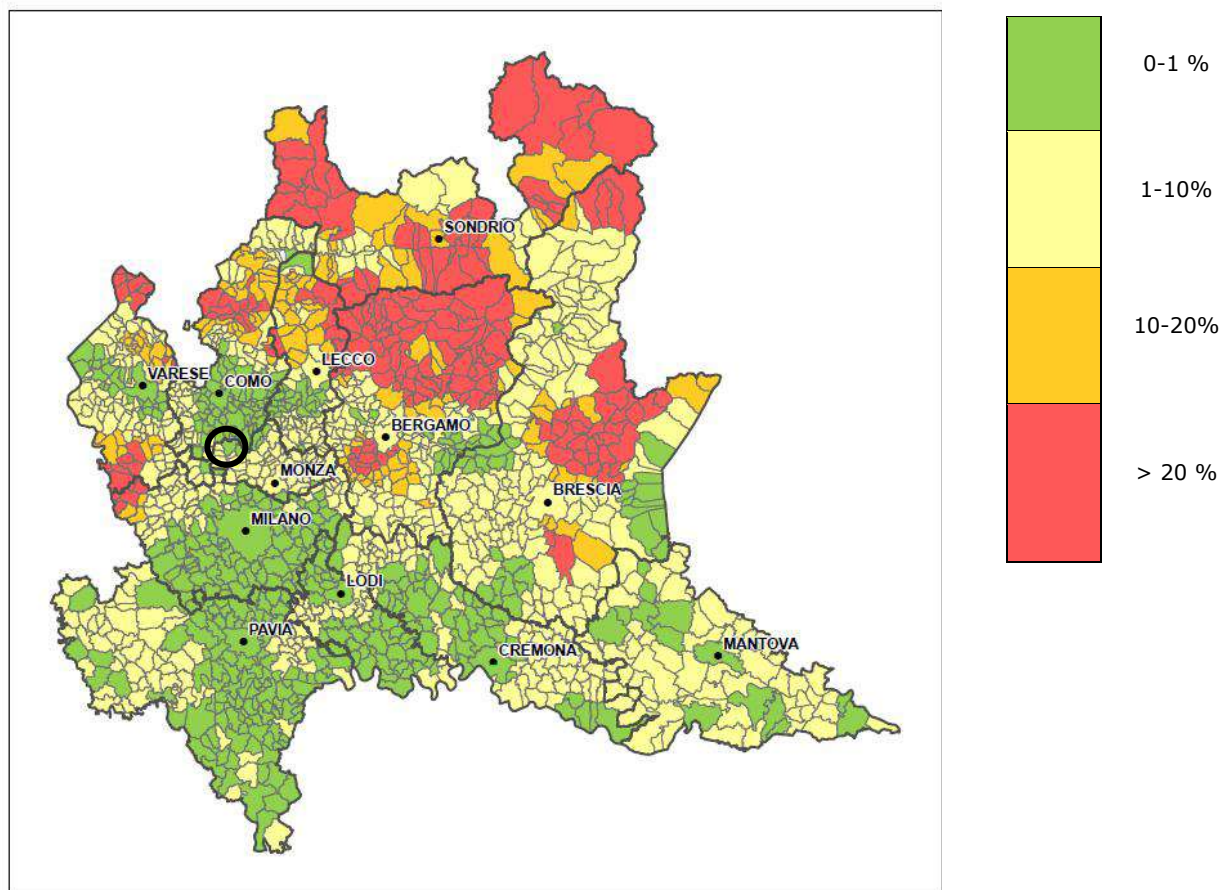 0-1 %
1-10%
10-20%
> 20 %
SONDRIO
LECCO
VARESE
COMO
BERGAMO
MONZA
BRESCIA
MILANO
LODI
PAVIA
CREMONA
MANTOVA